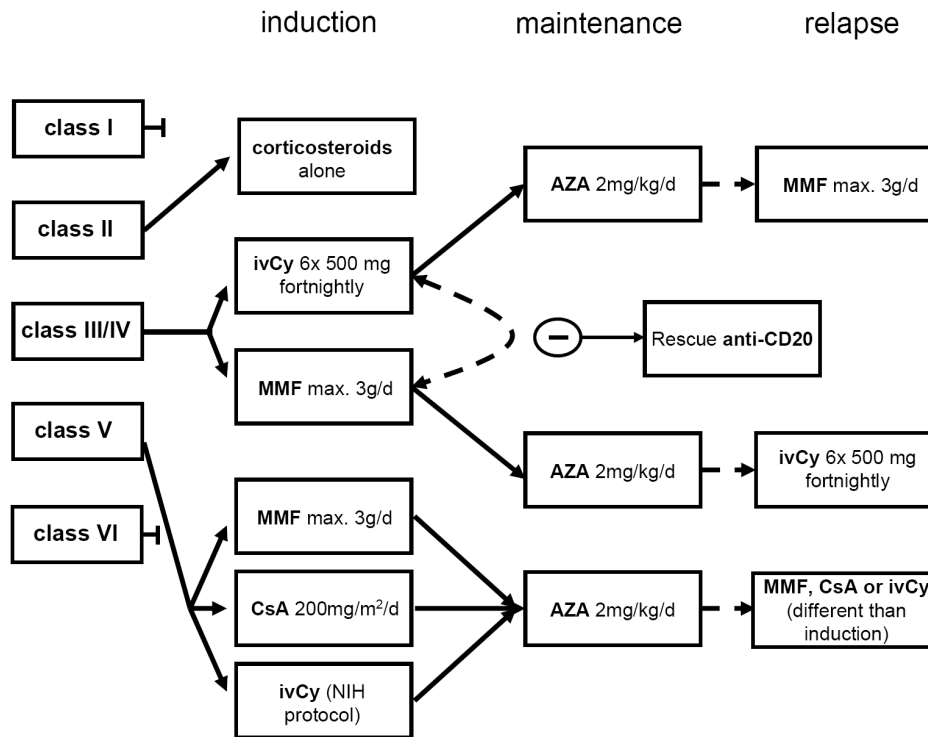 induction
maintenance
relapse
class I
class II
class III/IV
class V
class VI
corticosteroids
alone
ivCy 6x 500 mg
fortnightly
MMF max. 3g/d
MMF max. 3g/d
CsA 200mg/m²/d
ivCy (NIH
protocol)
AZA 2mg/kg/d
AZA 2mg/kg/d
AZA 2mg/kg/d
MMF max. 3g/d
Rescue anti-CD20
ivCy 6x 500 mg
fortnightly
MMF, CsA or ivCy
(different than
induction)